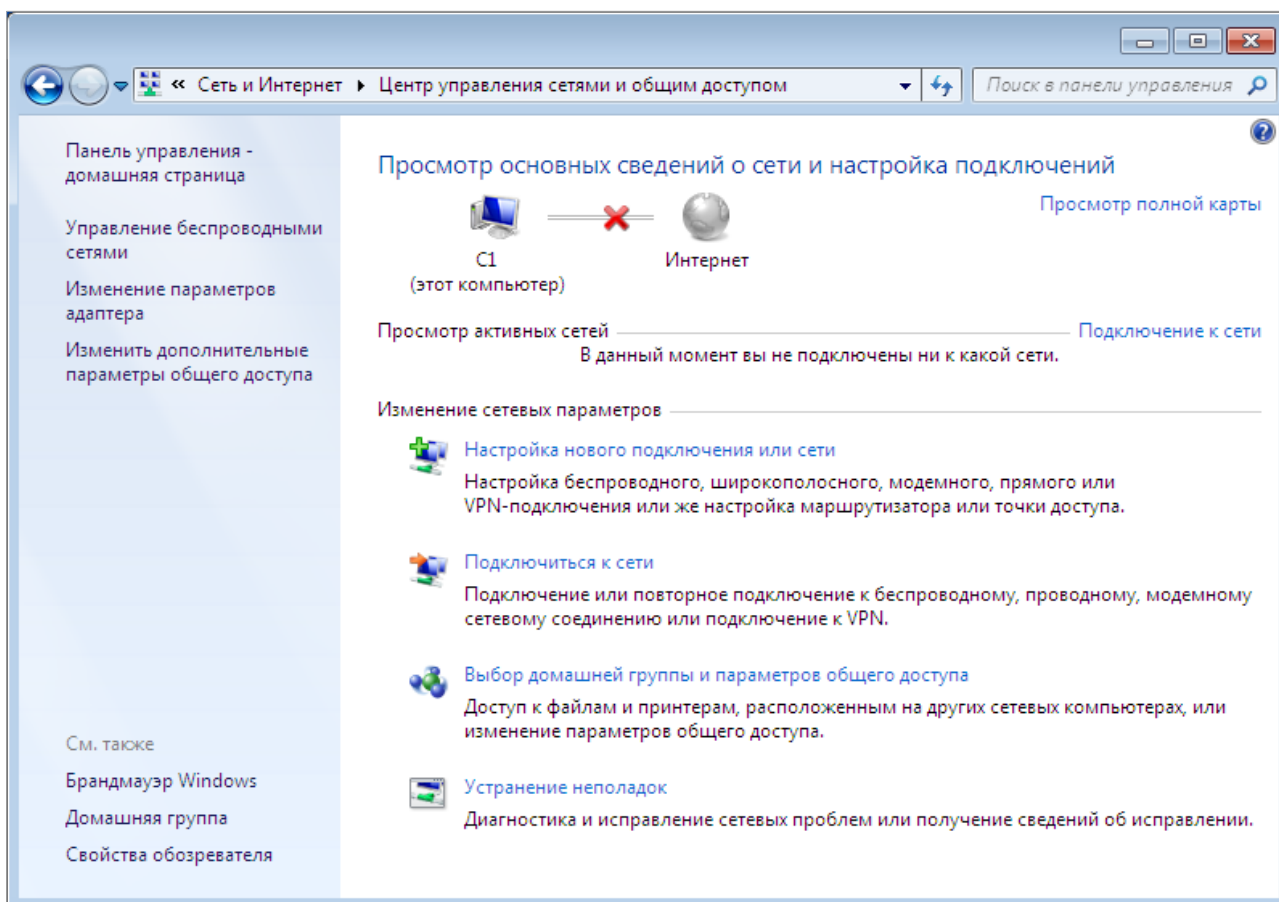 « Сеть и Интернет ▸ Центр управления сетями и общим доступом
Поиск в панели управления
Панель управления -
домашняя страница
Управление беспроводными
сетями
Изменение параметров
адаптера
Изменить дополнительные
параметры общего доступа
См. также
Брандмауэр Windows
Домашняя группа
Свойства обозревателя
Просмотр основных сведений о сети и настройка подключений
Просмотр полной карты
C1
(этот компьютер)
Интернет
Просмотр активных сетей
Подключение к сети
В данный момент вы не подключены ни к какой сети.
Изменение сетевых параметров
Настройка нового подключения или сети
Настройка беспроводного, широкополосного, модемного, прямого или
VPN-подключения или же настройка маршрутизатора или точки доступа.
Подключиться к сети
Подключение или повторное подключение к беспроводному, проводному, модемному
сетевому соединению или подключение к VPN.
Выбор домашней группы и параметров общего доступа
Доступ к файлам и принтерам, расположенным на других сетевых компьютерах, или
изменение параметров общего доступа.
Устранение неполадок
Диагностика и исправление сетевых проблем или получение сведений об исправлении.